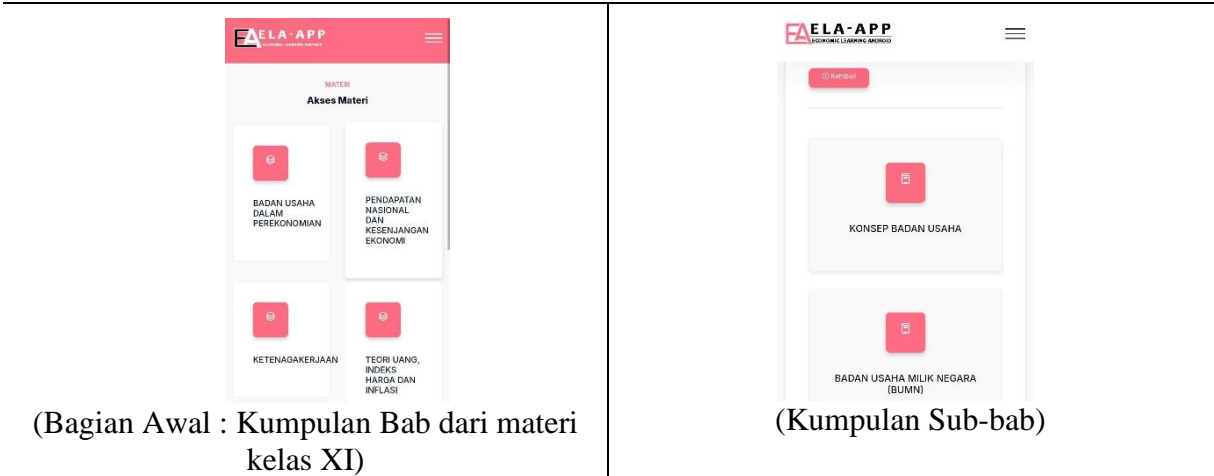 ELA-APP
MATERI
Akses Materi
BADAN USAHA
DALAM
PEREKONOMIAN
PENDAPATAN
NASIONAL
DAN
KESENJANGAN
EKONOMI
KETENAGAKERJAAN
TEORI UANG,
INDEKS
HARGA DAN
INFLASI
(Bagian Awal : Kumpulan Bab dari materi
kelas XI)
ELA-APP
ECONOMIC LEARNING ANDROID
Kembali
KONSEP BADAN USAHA
BADAN USAHA MILIK NEGARA
(BUMN)
(Kumpulan Sub-bab)